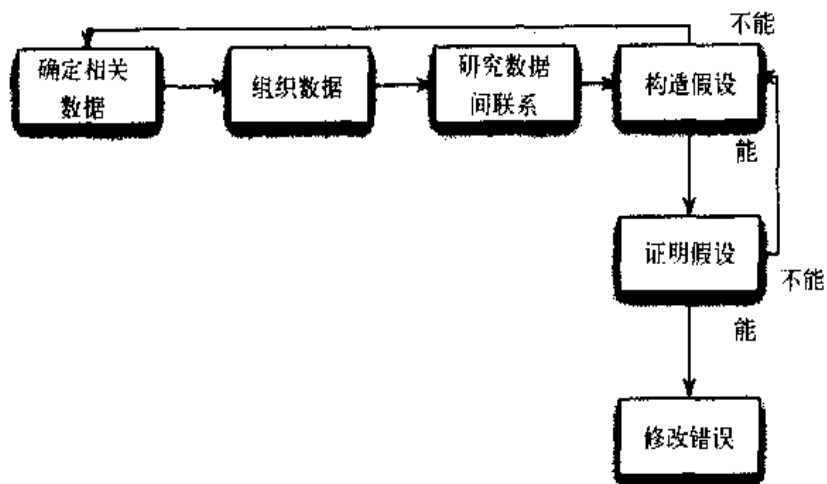 不能
确定相关
数据
组织数据
研究数据
间联系
构造假设
能
证明假设
不能
能
修改错误